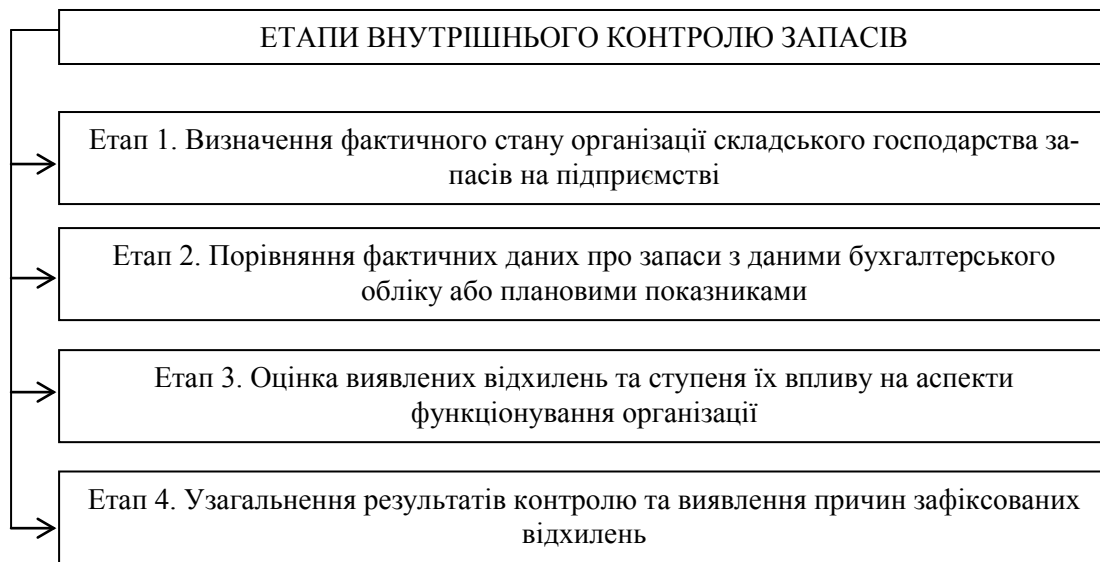 ЕТАПИ ВНУТРІШНЬОГО КОНТРОЛЮ ЗАПАСІВ
Етап 1. Визначення фактичного стану організації складського господарства за-
пасів на підприємстві
Етап 2. Порівняння фактичних даних про запаси з даними бухгалтерського
обліку або плановими показниками
Етап 3. Оцінка виявлених відхилень та ступеня їх впливу на аспекти
функціонування організації
Етап 4. Узагальнення результатів контролю та виявлення причин зафіксованих
відхилень